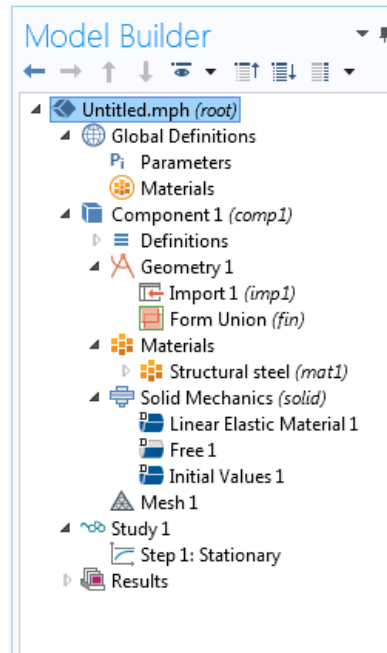 Model Builder
Untitled.mph (root)
Global Definitions
Pi Parameters
Materials
Component 1 (comp1)
Definitions
Geometry 1
Import 1 (imp1)
Form Union (fin)
Materials
Structural steel (mat1)
Solid Mechanics (solid)
D Linear Elastic Material 1
D Free 1
D Initial Values 1
Mesh 1
Study 1
Step 1: Stationary
Results